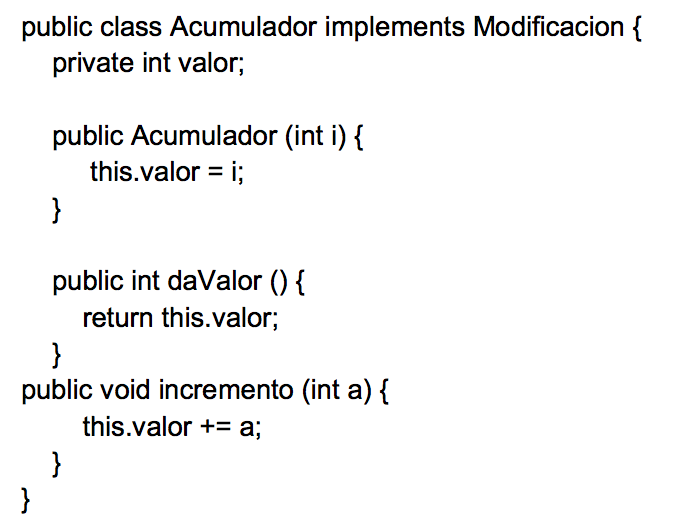 public class Acumulador implements Modificacion {
private int valor;
public Acumulador (int i) {
this.valor = i;
}
public int daValor () {
return this.valor;
}
public void incremento (int a) {
this.valor += a;
}
}